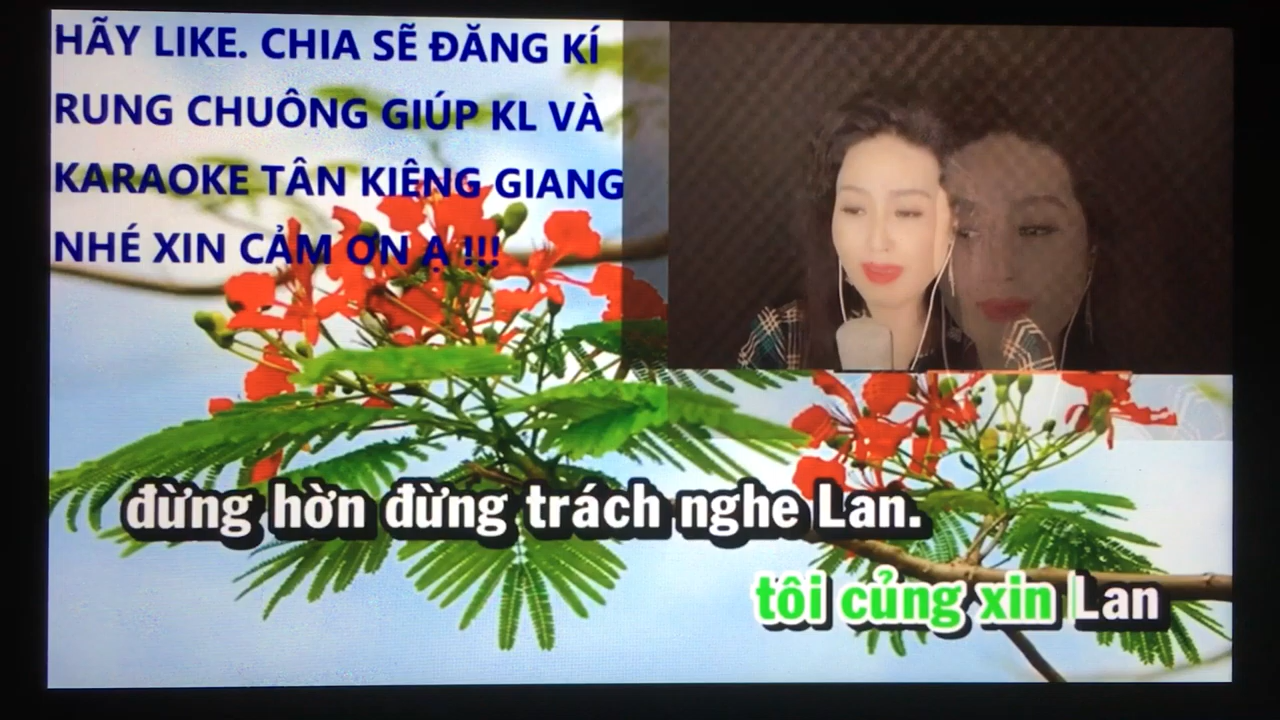 HÃY LIKE. CHIA SẼ ĐĂNG KÍ
RUNG CHUÔNG GIÚP KL VÀ
KARAOKE TÂN KIÊNG GIANG
NHÉ XIN CẢM ƠN Ạ !!!
đừng hờn đừng trách nghe Lan.
tôi củng xin Lan